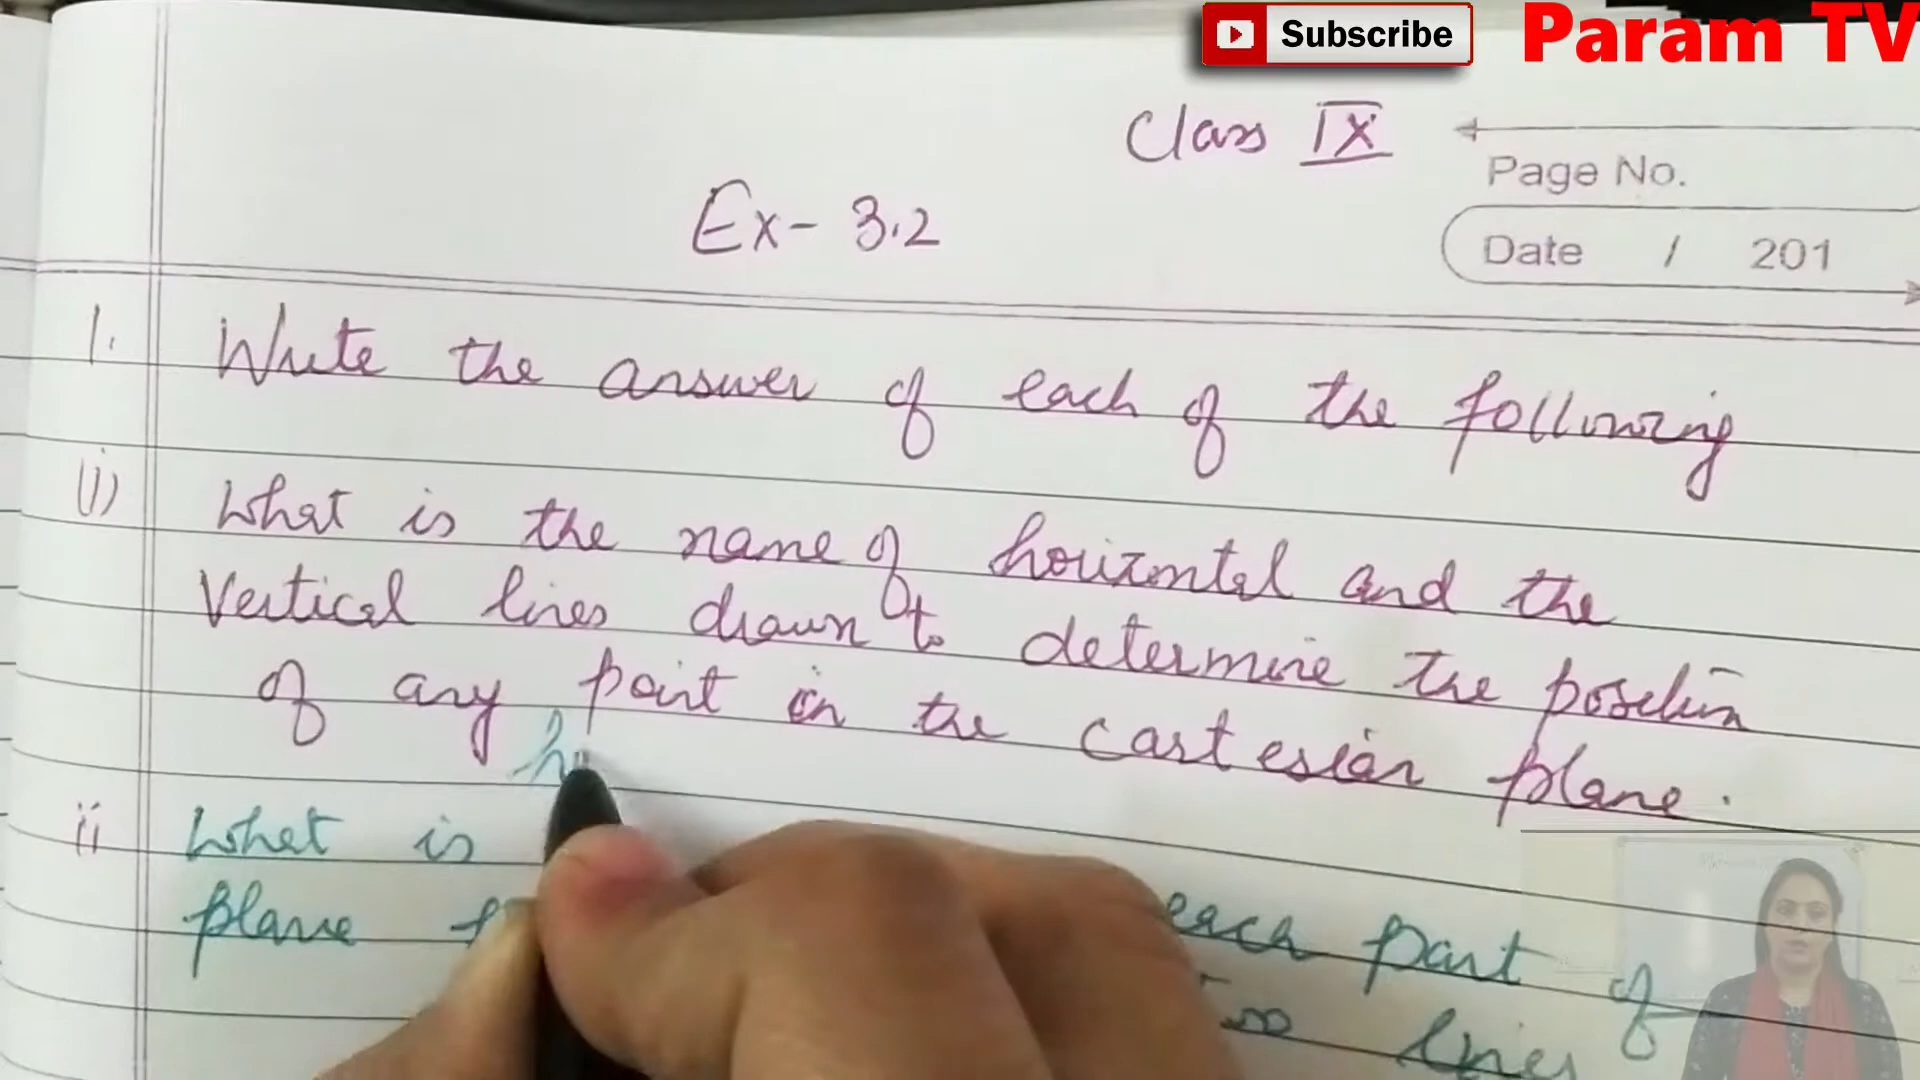 Subscribe Param TV
Class IX
Page No.
Ex- 3.2
Date / 201
1. Write the answer of each of the following
(i) What is the name of horizontal and the
Vertical lines drawn to determine the position
of any point in the cartesian plane.
ii What is
plane each part of
lines